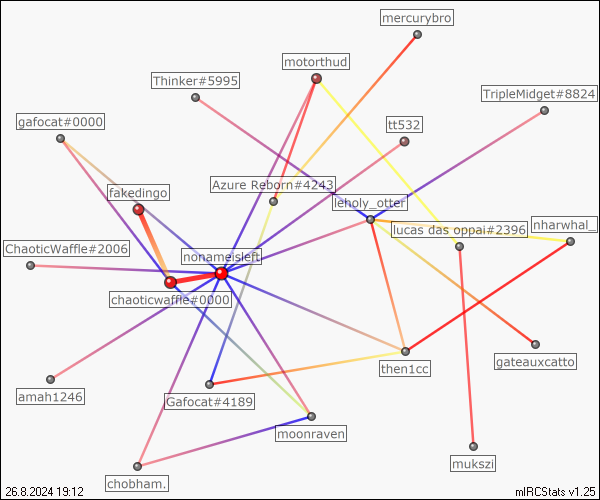 mercurybro
motorthud
Thinker#5995
TripleMidget#8824
gafocat#0000
tt532
fakedingo
Azure Reborn#4243
leholy_otter
lucas das oppai#2396
nharwhal_
ChaoticWaffle#2006
nonameisleft
chaoticwaffle#0000
then1cc
gateauxcatto
amah1246
Gafocat#4189
moonraven
mukszi
chobham.
26.8.2024 19:12
mIRCStats v1.25